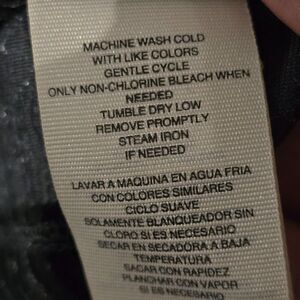 MACHINE WASH COLD
WITH LIKE COLORS
GENTLE CYCLE
ONLY NON-CHLORINE BLEACH WHEN
NEEDED
TUMBLE DRY LOW
REMOVE PROMPTLY
STEAM IRON
IF NEEDED
LAVAR A MAQUINA EN AGUA FRIA
CON COLORES SIMILARES
CICLO SUAVE
SOLAMENTE BLANQUEADOR SIN
CLORO SI ES NECESARIO
SECAR EN SECADORA A BAJA
TEMPERATURA
SACAR CON RAPIDEZ
PLANCHAR CON VAPOR
SI ES NECESARIO